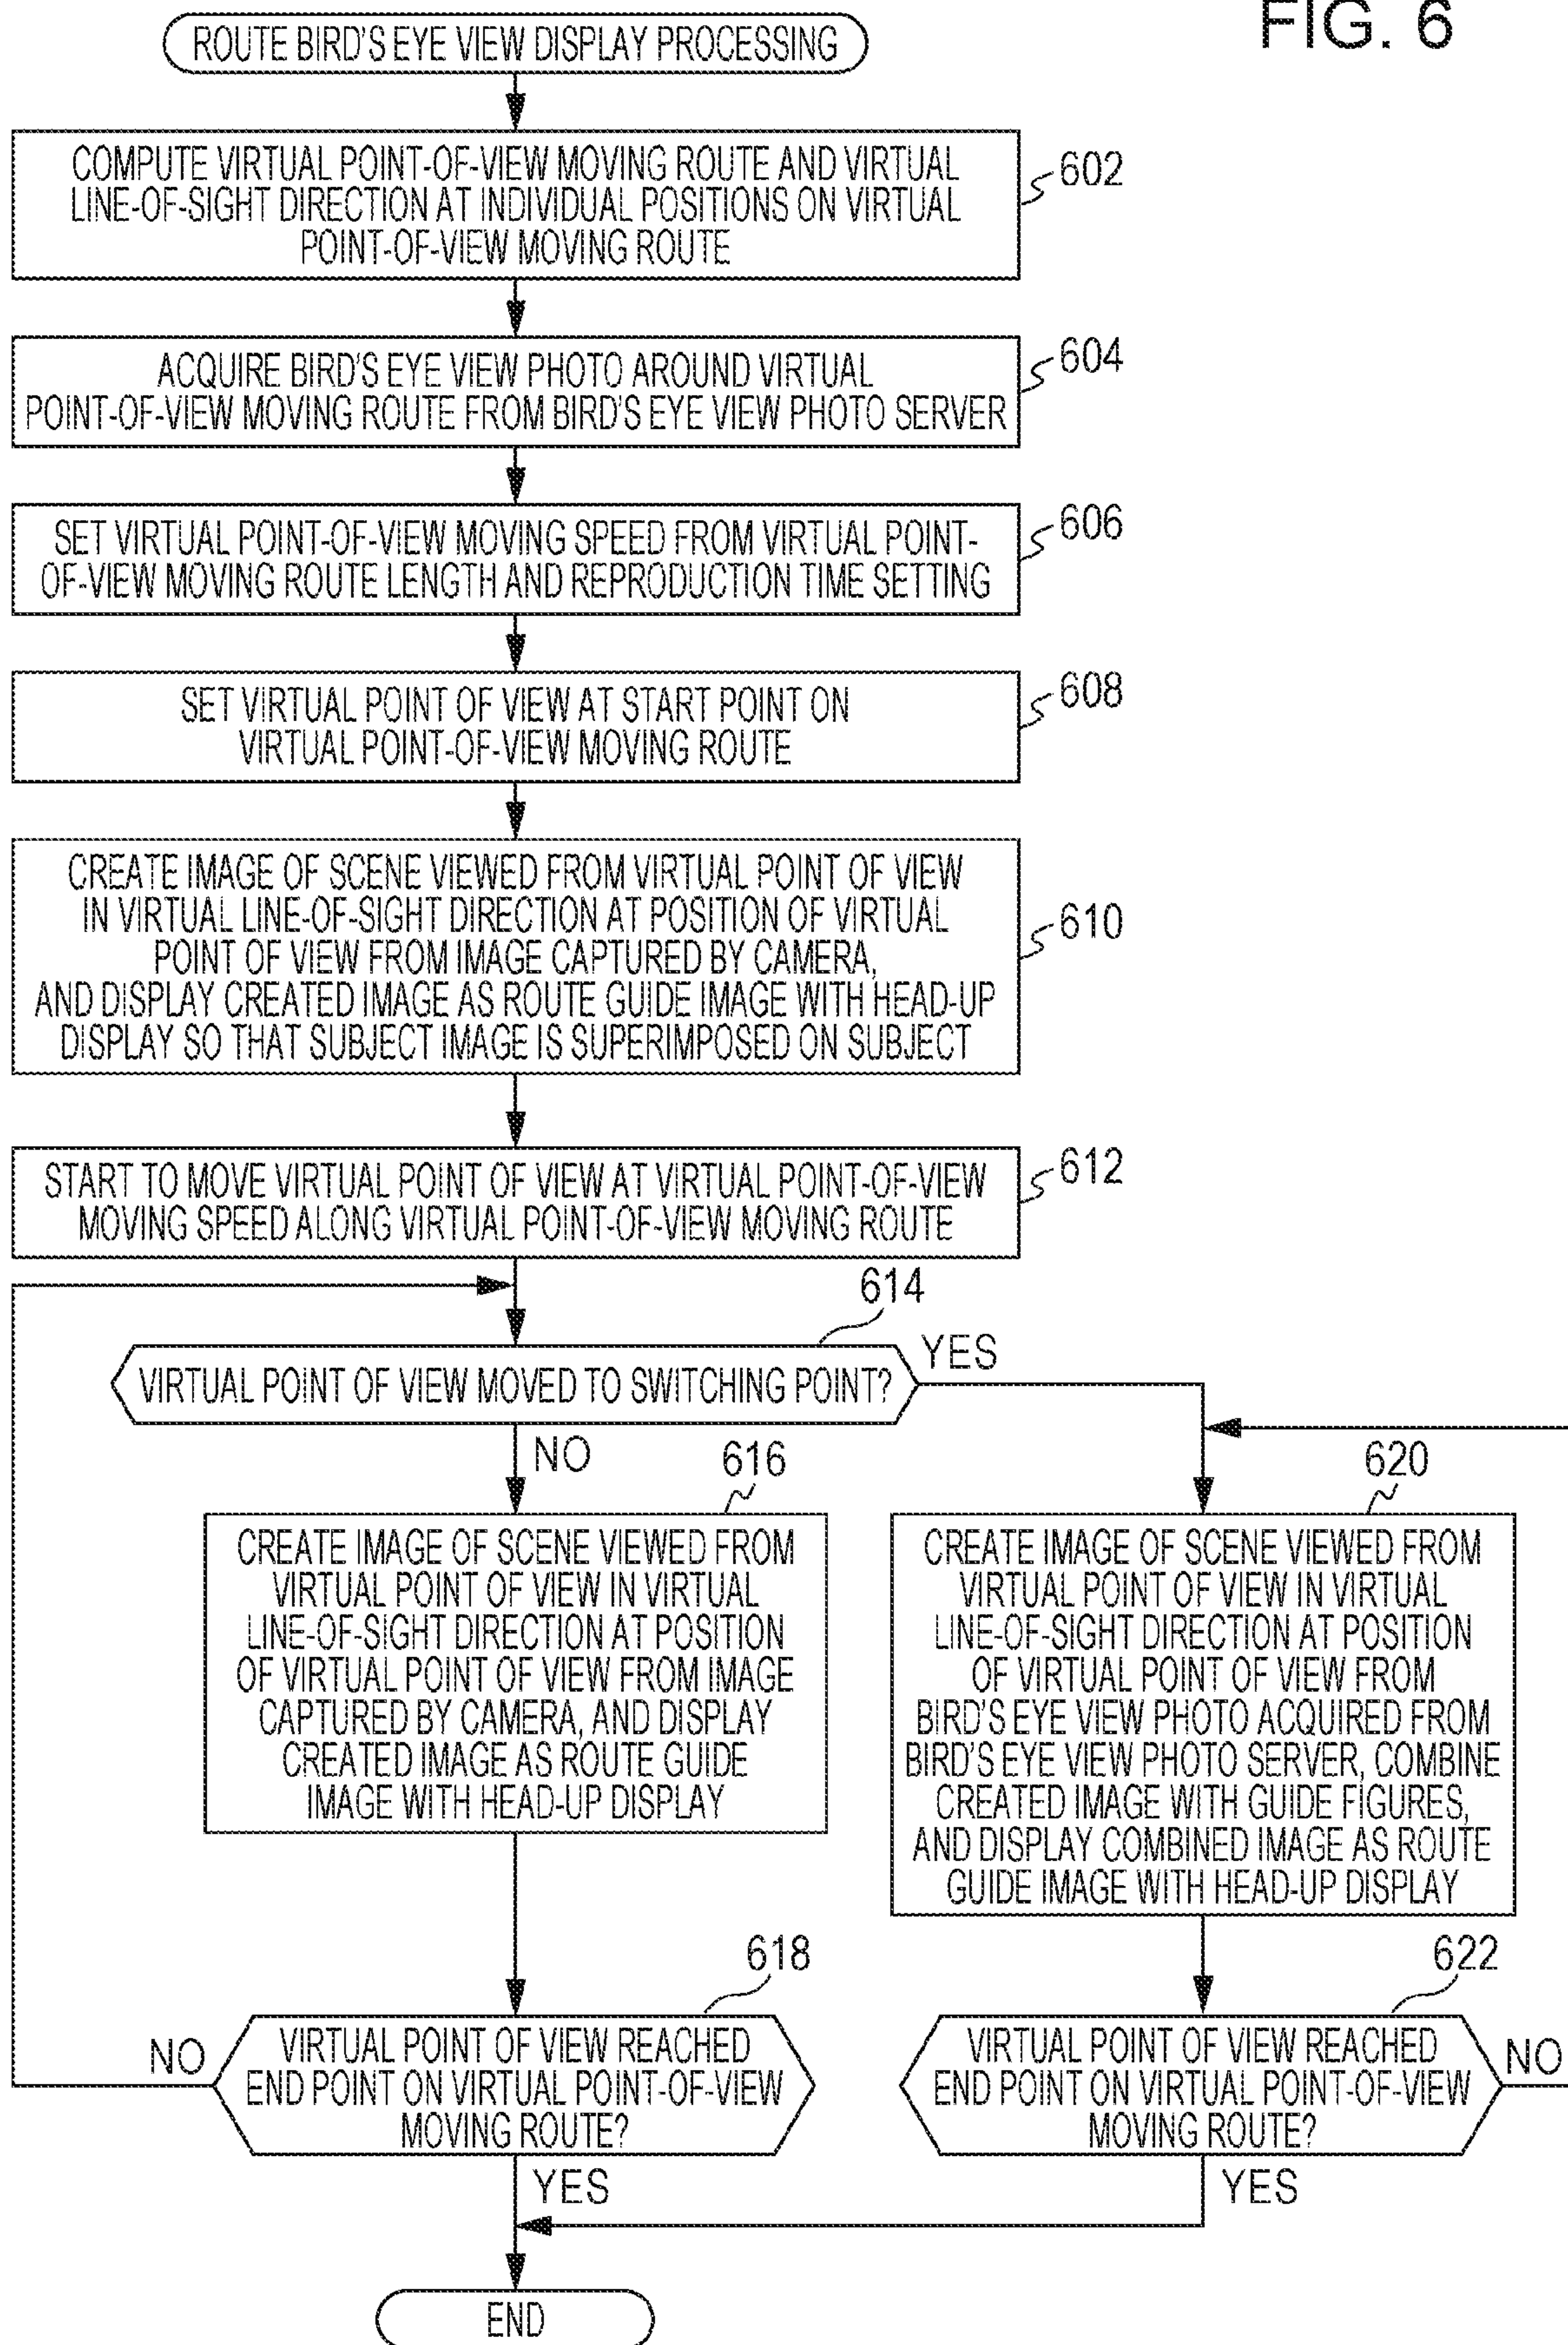 FIG. 6
ROUTE BIRD'S EYE VIEW DISPLAY PROCESSING
COMPUTE VIRTUAL POINT-OF-VIEW MOVING ROUTE AND VIRTUAL
LINE-OF-SIGHT DIRECTION AT INDIVIDUAL POSITIONS ON VIRTUAL
POINT-OF-VIEW MOVING ROUTE
602
ACQUIRE BIRD'S EYE VIEW PHOTO AROUND VIRTUAL
POINT-OF-VIEW MOVING ROUTE FROM BIRD'S EYE VIEW PHOTO SERVER
604
SET VIRTUAL POINT-OF-VIEW MOVING SPEED FROM VIRTUAL POINT-
OF-VIEW MOVING ROUTE LENGTH AND REPRODUCTION TIME SETTING
606
SET VIRTUAL POINT OF VIEW AT START POINT ON
VIRTUAL POINT-OF-VIEW MOVING ROUTE
608
CREATE IMAGE OF SCENE VIEWED FROM VIRTUAL POINT OF VIEW
IN VIRTUAL LINE-OF-SIGHT DIRECTION AT POSITION OF VIRTUAL
POINT OF VIEW FROM IMAGE CAPTURED BY CAMERA,
AND DISPLAY CREATED IMAGE AS ROUTE GUIDE IMAGE WITH HEAD-UP
DISPLAY SO THAT SUBJECT IMAGE IS SUPERIMPOSED ON SUBJECT
610
START TO MOVE VIRTUAL POINT OF VIEW AT VIRTUAL POINT-OF-VIEW
MOVING SPEED ALONG VIRTUAL POINT-OF-VIEW MOVING ROUTE
612
614
VIRTUAL POINT OF VIEW MOVED TO SWITCHING POINT?
YES
NO
616
CREATE IMAGE OF SCENE VIEWED FROM
VIRTUAL POINT OF VIEW IN VIRTUAL
LINE-OF-SIGHT DIRECTION AT POSITION
OF VIRTUAL POINT OF VIEW FROM IMAGE
CAPTURED BY CAMERA, AND DISPLAY
CREATED IMAGE AS ROUTE GUIDE
IMAGE WITH HEAD-UP DISPLAY
620
CREATE IMAGE OF SCENE VIEWED FROM
VIRTUAL POINT OF VIEW IN VIRTUAL
LINE-OF-SIGHT DIRECTION AT POSITION
OF VIRTUAL POINT OF VIEW FROM
BIRD'S EYE VIEW PHOTO ACQUIRED FROM
BIRD'S EYE VIEW PHOTO SERVER, COMBINE
CREATED IMAGE WITH GUIDE FIGURES,
AND DISPLAY COMBINED IMAGE AS ROUTE
GUIDE IMAGE WITH HEAD-UP DISPLAY
618
NO
VIRTUAL POINT OF VIEW REACHED
END POINT ON VIRTUAL POINT-OF-VIEW
MOVING ROUTE?
YES
622
VIRTUAL POINT OF VIEW REACHED
END POINT ON VIRTUAL POINT-OF-VIEW
MOVING ROUTE?
NO
YES
END